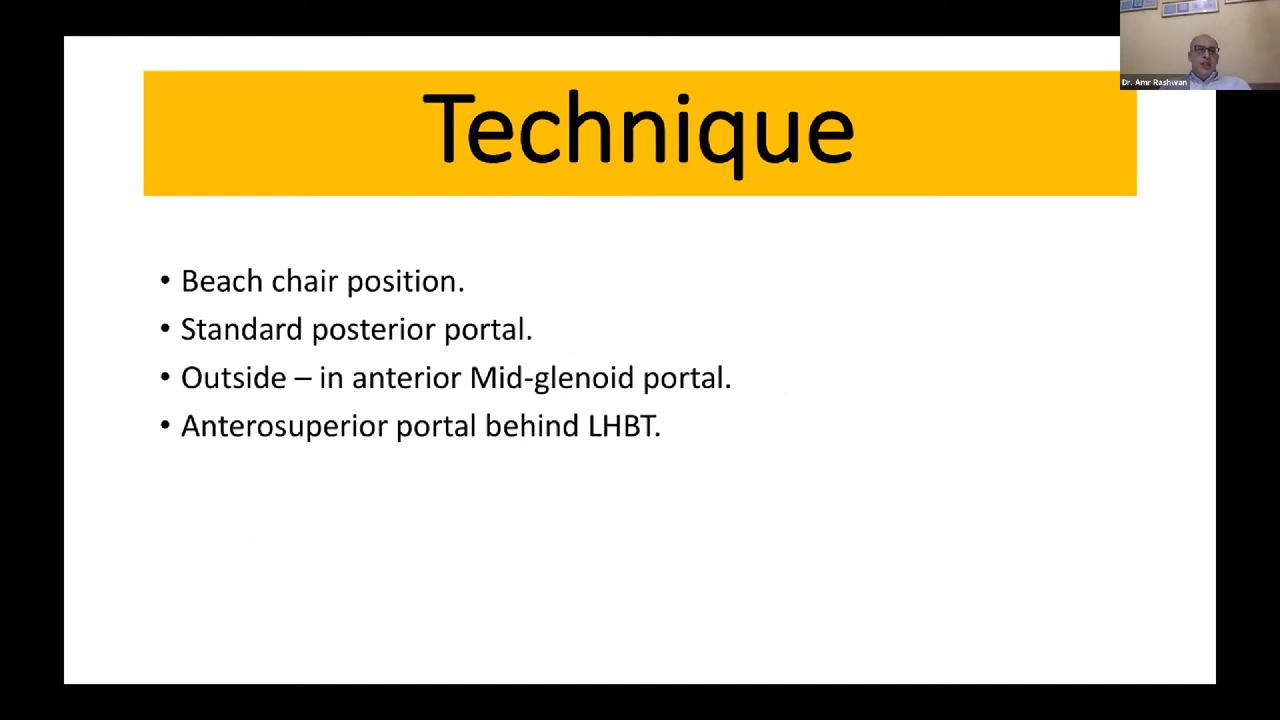 Dr. Amr Rashwan
Technique
• Beach chair position.
• Standard posterior portal.
• Outside – in anterior Mid-glenoid portal.
• Anterosuperior portal behind LHBT.